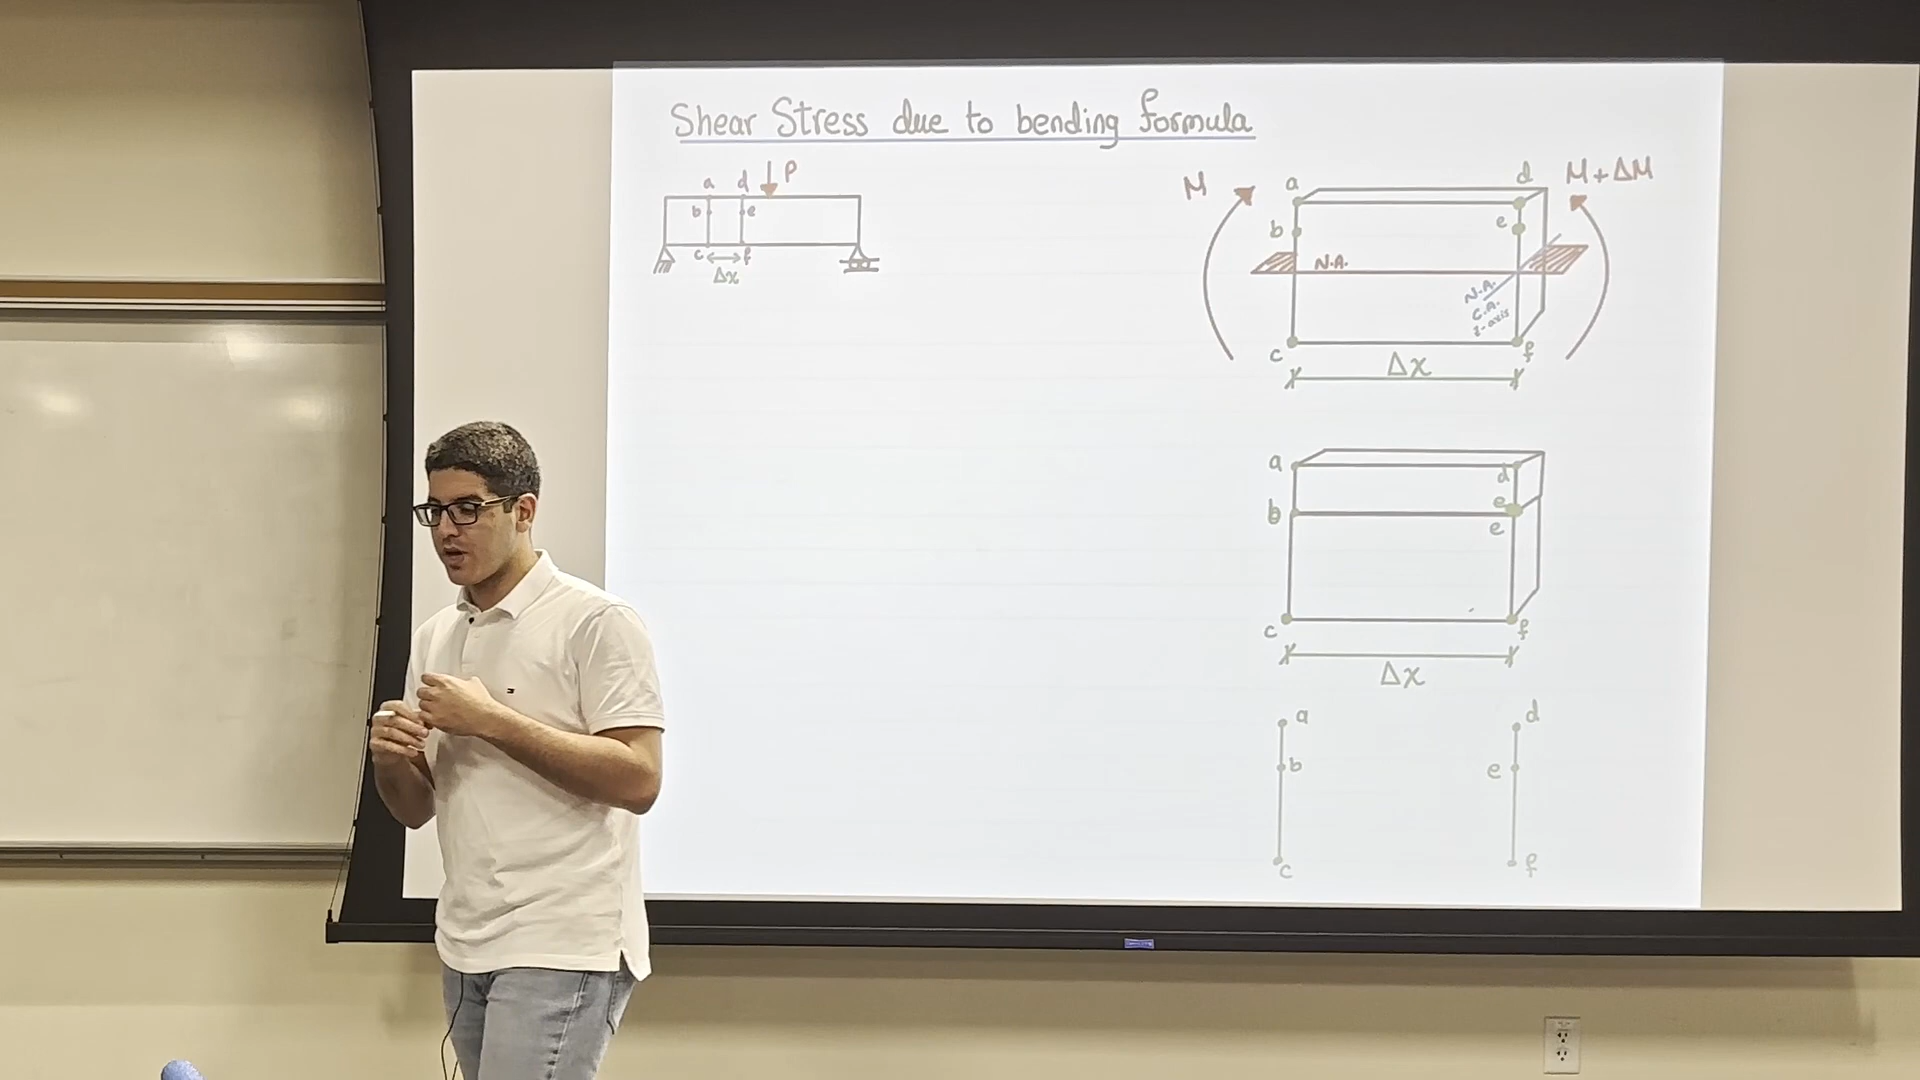 Shear Stress due to bending formula
P
a d
b e
c f
Δx
M
a
d
M + ΔM
b
e
N.A.
N.A.
C.A.
z-axis
c
f
Δx
a
d
b
e
e
c
f
Δx
a
d
b
e
c
f